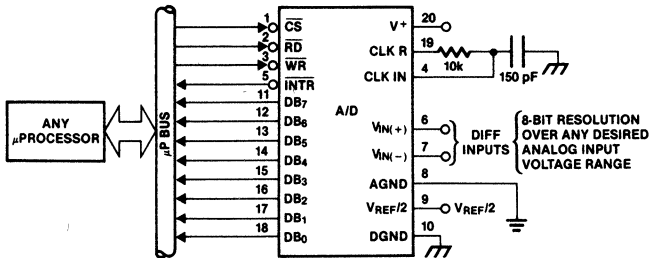 1 CS V+ 20
2 RD CLK R 19 10k
3 WR CLK IN 4 150 pF
5 INTR
11 DB7
12 DB6
13 DB5
14 DB4
15 DB3
16 DB2
17 DB1
18 DB0
ANY
μPROCESSOR
μP BUS
A/D
VIN(+) 6
VIN(−) 7
DIFF
INPUTS
8-BIT RESOLUTION
OVER ANY DESIRED
ANALOG INPUT
VOLTAGE RANGE
AGND 8
VREF/2 9 VREF/2
DGND 10